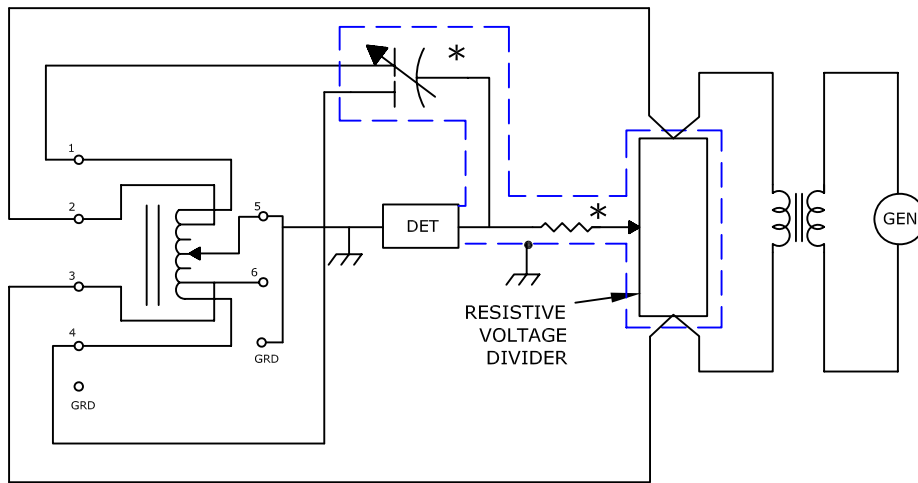 *
1
2
5
*
DET
GEN
3
6
RESISTIVE
VOLTAGE
DIVIDER
4
GRD
GRD